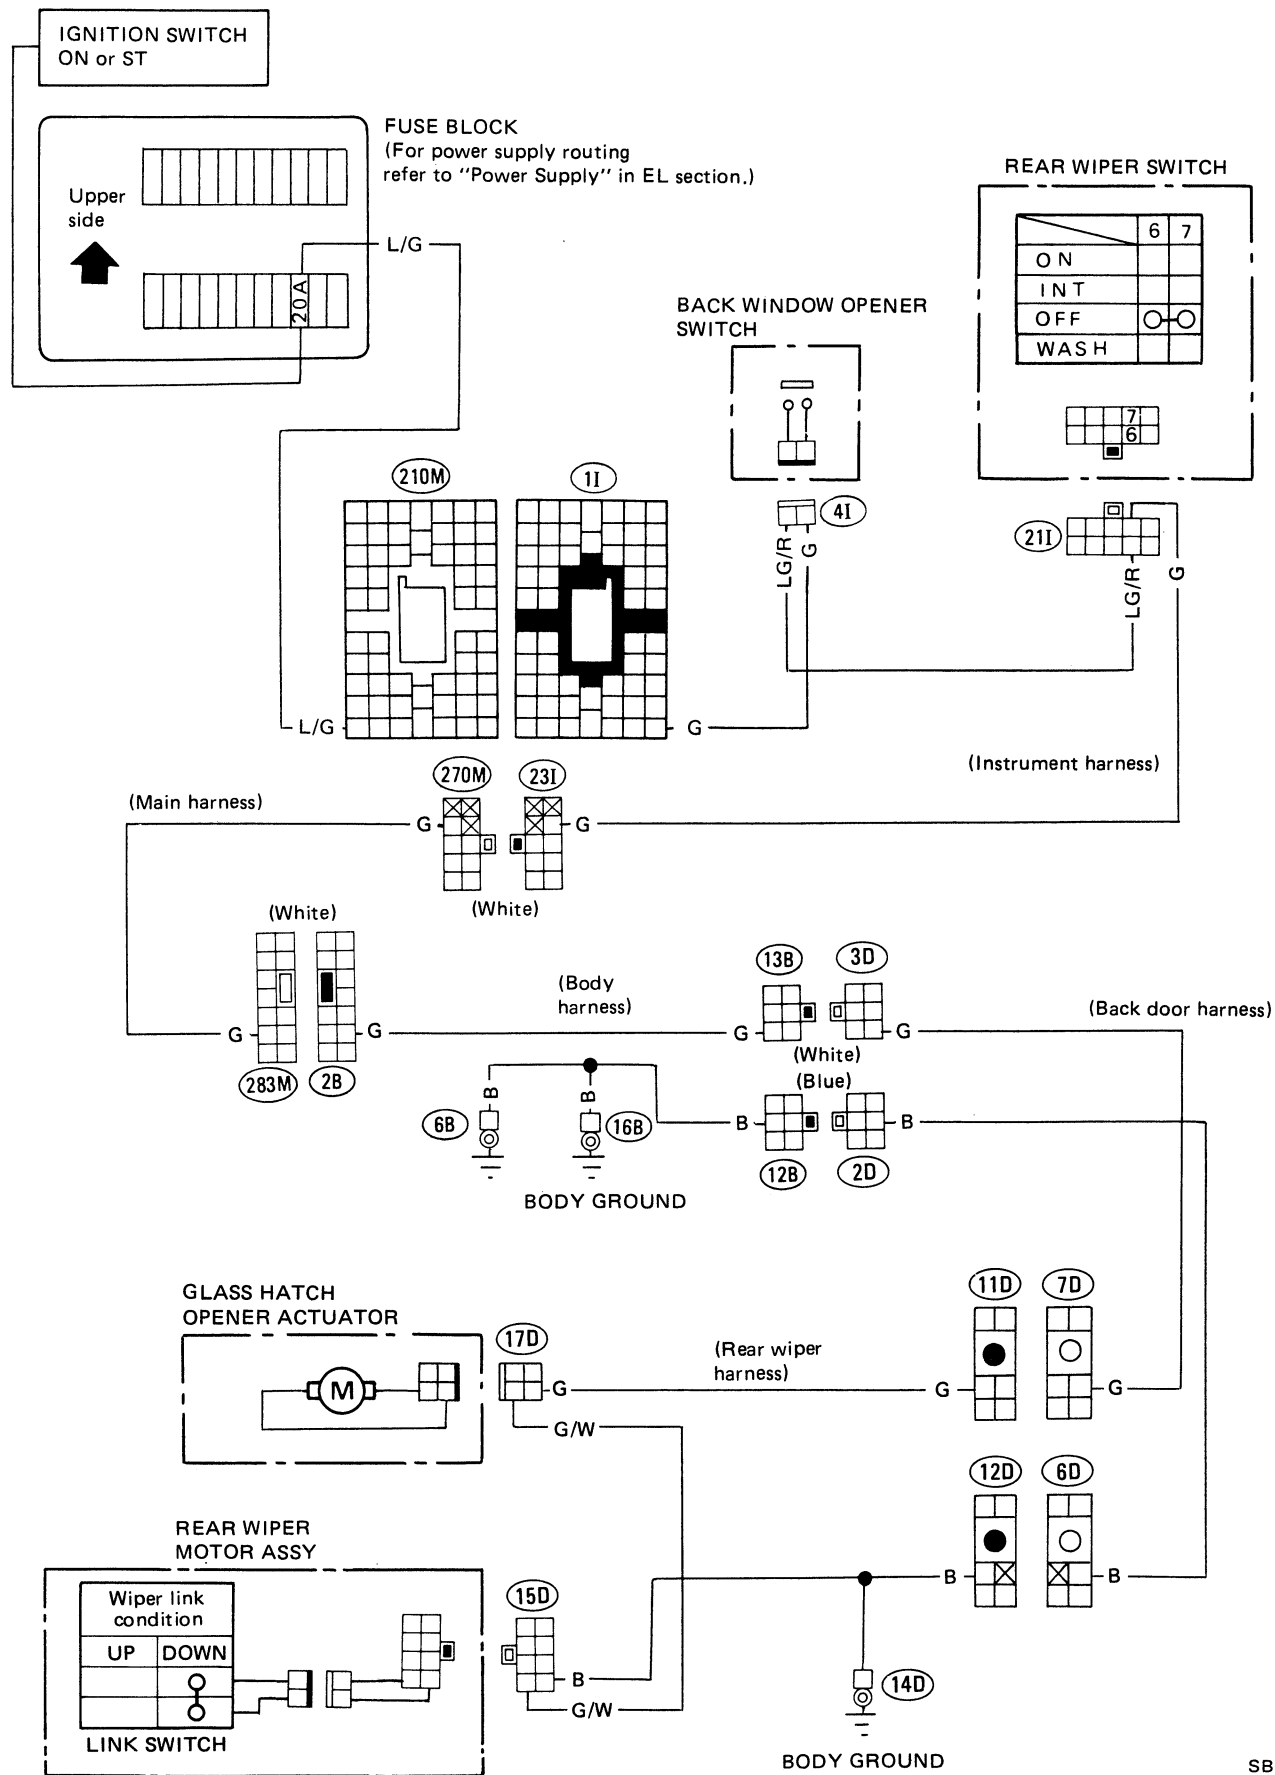 IGNITION SWITCH
ON or ST
FUSE BLOCK
(For power supply routing
refer to "Power Supply" in EL section.)
Upper
side
20A
L/G
REAR WIPER SWITCH
6 7
ON
INT
OFF
WASH
7
6
BACK WINDOW OPENER
SWITCH
210M
1I
4I
21I
LG/R
G
LG/R
G
L/G
G
(Instrument harness)
270M
23I
(Main harness)
G
G
(White)
(White)
283M
2B
G
G
(Body
harness)
G
13B
3D
G
(Back door harness)
(White)
(Blue)
B
B
6B
16B
BODY GROUND
B
B
12B
2D
GLASS HATCH
OPENER ACTUATOR
M
17D
G
G/W
(Rear wiper
harness)
G
11D
7D
G
12D
6D
B
B
REAR WIPER
MOTOR ASSY
Wiper link
condition
UP DOWN
LINK SWITCH
15D
B
G/W
14D
BODY GROUND
SB